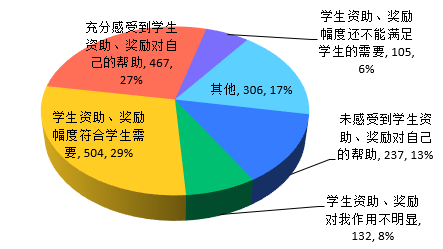 学生资助、奖励
幅度还不能满足
学生的需要, 105,
6%
充分感受到学生
资助、奖励对自
己的帮助, 467,
27%
其他, 306, 17%
学生资助、奖励
幅度符合学生需
要, 504, 29%
未感受到学生资
助、奖励对自己
的帮助, 237, 13%
学生资助、奖励
对我作用不明显,
132, 8%